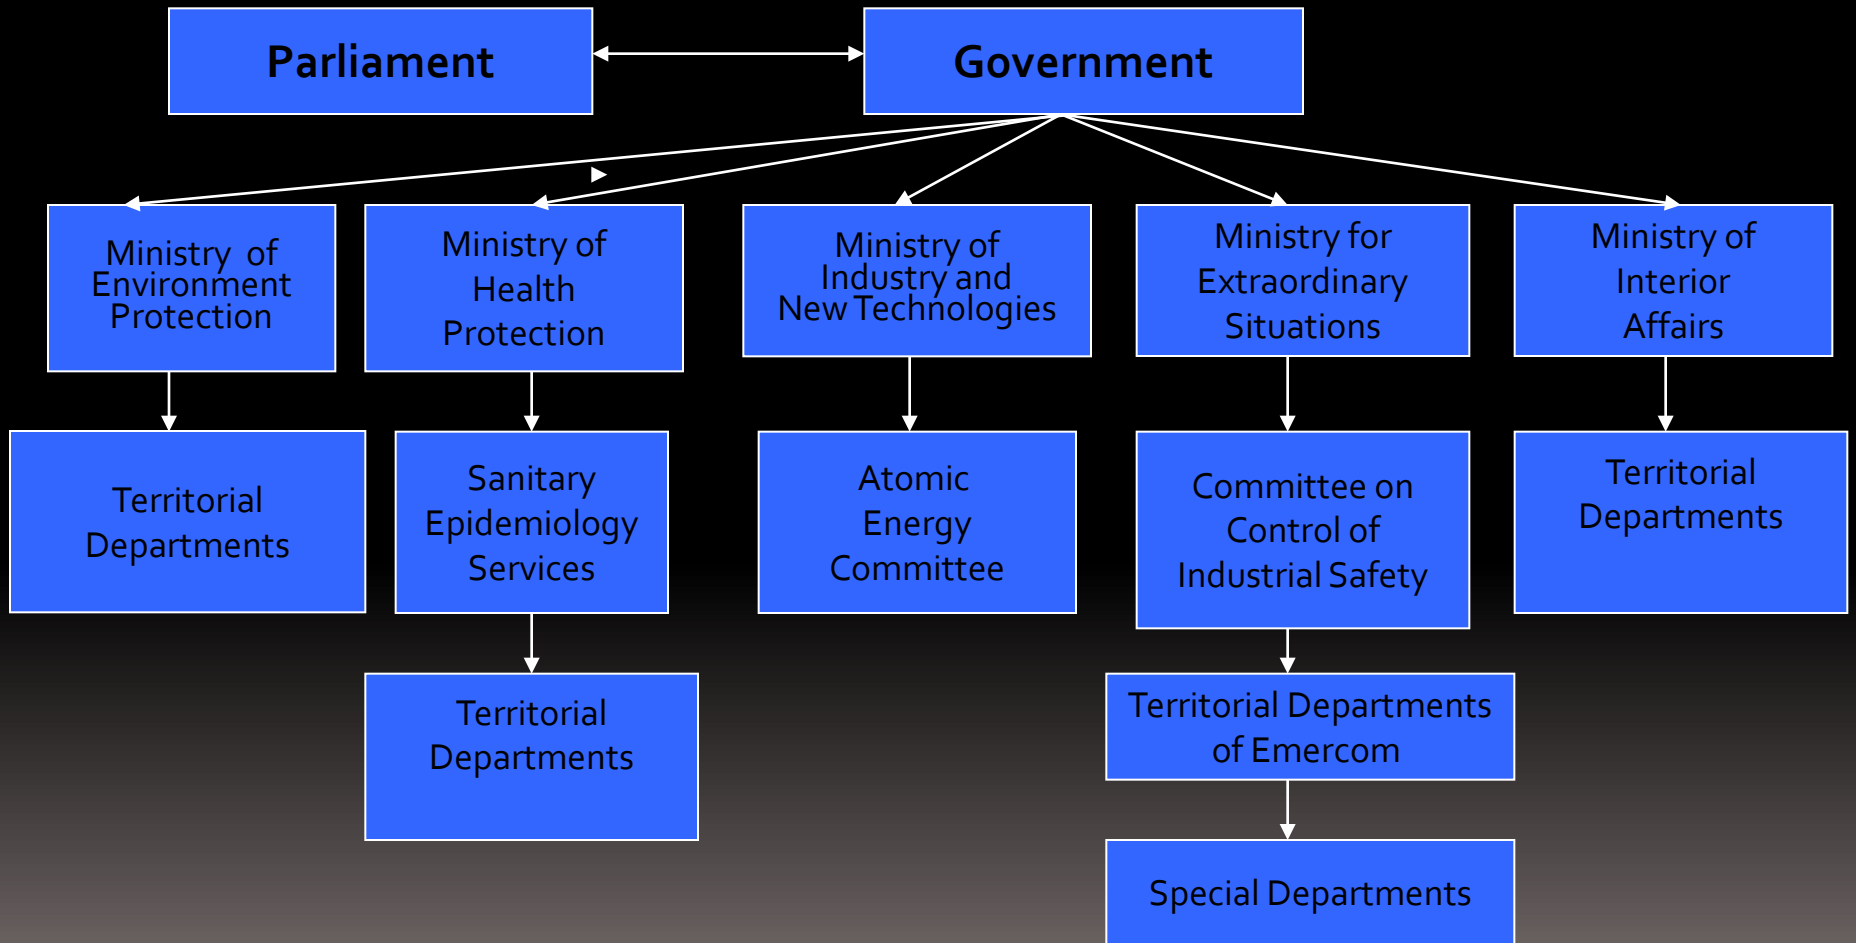 Parliament
Government
Ministry of
Environment
Protection
Ministry of
Health
Protection
Ministry of
Industry and
New Technologies
Ministry for
Extraordinary
Situations
Ministry of
Interior
Affairs
Territorial
Departments
Sanitary
Epidemiology
Services
Atomic
Energy
Committee
Committee on
Control of
Industrial Safety
Territorial
Departments
Territorial
Departments
Territorial Departments
of Emercom
Special Departments